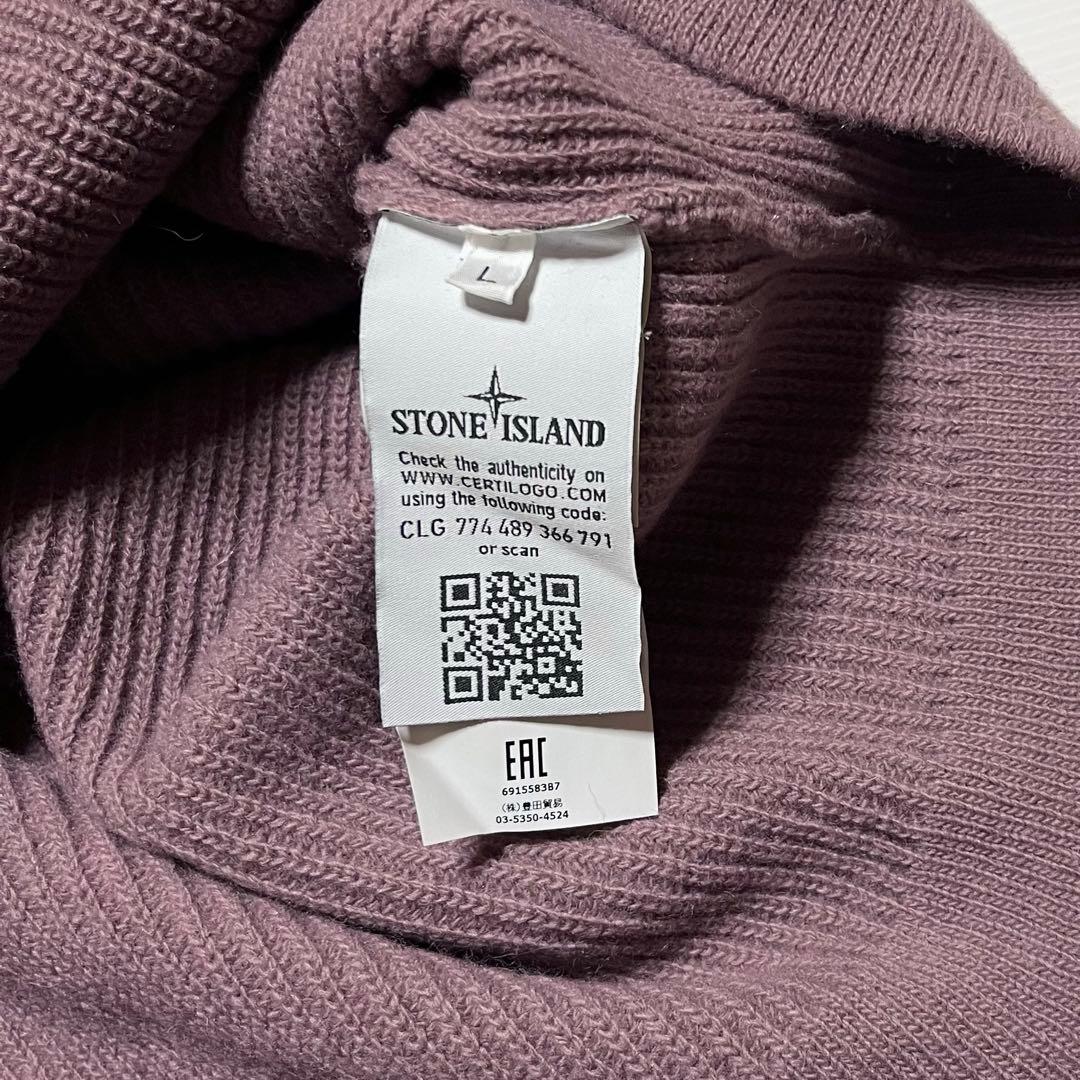 L
STONE ISLAND
Check the authenticity on
WWW.CERTILOGO.COM
using the following code:
CLG 774 489 366 791
or scan
EAC
6915583B7
(株)豊田貿易
03-5350-4524